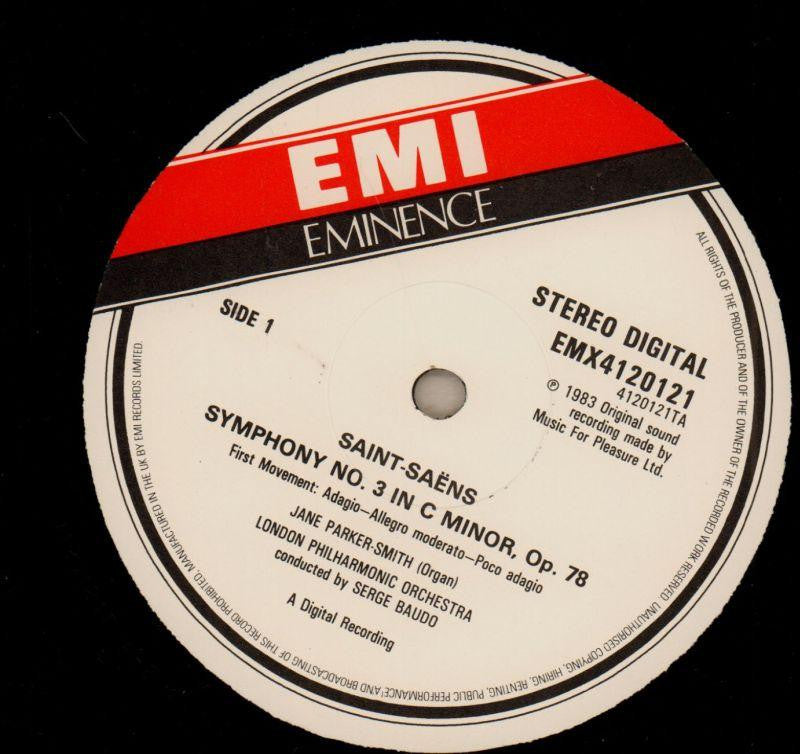 EMI
EMINENCE
SIDE 1
STEREO DIGITAL
EMX4120121
4120121TA
℗ 1983 Original sound
recording made by
Music For Pleasure Ltd.
SAINT-SAËNS
SYMPHONY NO. 3 IN C MINOR, Op. 78
First Movement: Adagio—Allegro moderato—Poco adagio
JANE PARKER-SMITH (Organ)
LONDON PHILHARMONIC ORCHESTRA
conducted by SERGE BAUDO
A Digital Recording
ALL RIGHTS OF THE PRODUCER AND OF THE OWNER OF THE RECORDED WORK RESERVED. UNAUTHORISED COPYING, HIRING, RENTING, PUBLIC PERFORMANCE AND BROADCASTING OF THIS RECORD PROHIBITED. MANUFACTURED IN THE UK BY EMI RECORDS LIMITED.